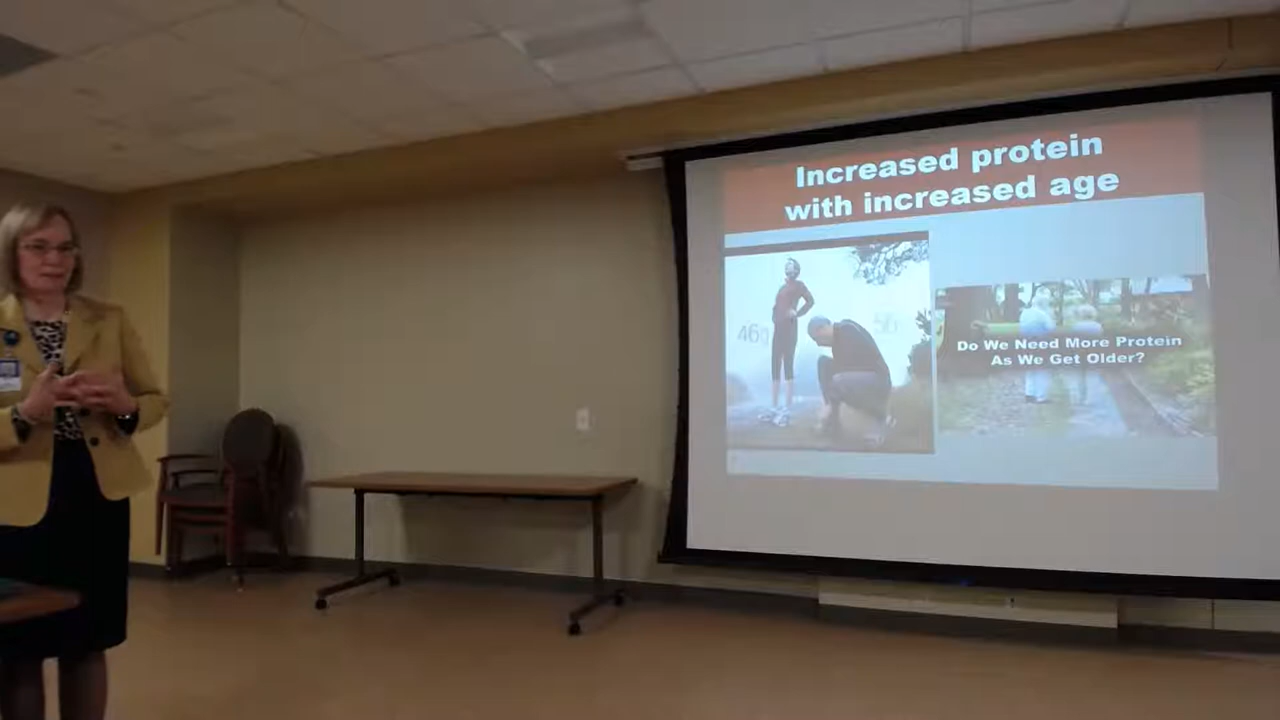 Increased protein
with increased age
46g
Do We Need More Protein
As We Get Older?